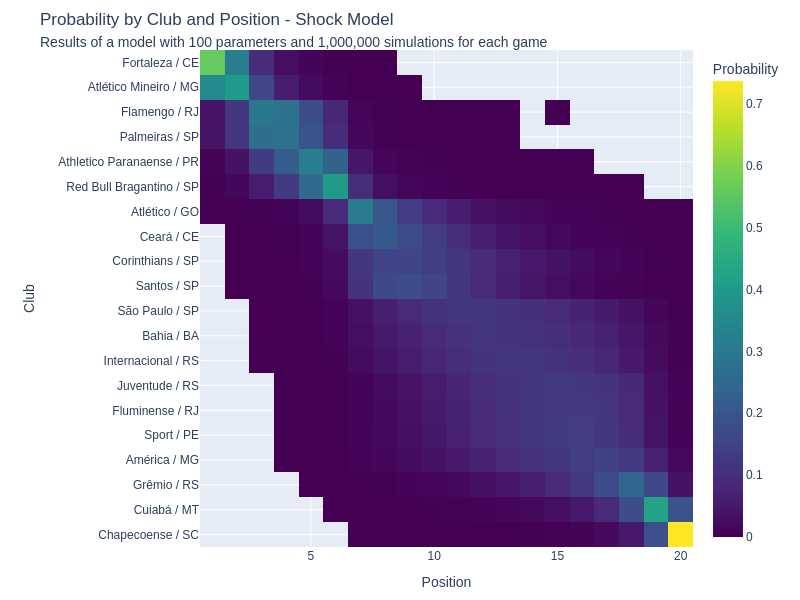 Probability by Club and Position - Shock Model
Results of a model with 100 parameters and 1,000,000 simulations for each game
Probability
Fortaleza / CE
Atlético Mineiro / MG
Flamengo / RJ
Palmeiras / SP
Athletico Paranaense / PR
Red Bull Bragantino / SP
Atlético / GO
Ceará / CE
Corinthians / SP
Santos / SP
São Paulo / SP
Bahia / BA
Internacional / RS
Juventude / RS
Fluminense / RJ
Sport / PE
América / MG
Grêmio / RS
Cuiabá / MT
Chapecoense / SC
Club
5
10
15
20
Position
0.7
0.6
0.5
0.4
0.3
0.2
0.1
0